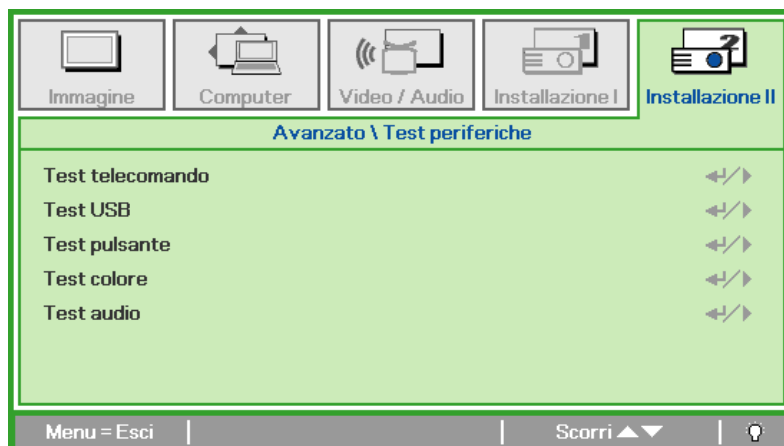 Immagine
Computer
Video / Audio
Installazione I
Installazione II
Avanzato \ Test periferiche
Test telecomando
Test USB
Test pulsante
Test colore
Test audio
Menu = Esci
Scorri ▲▼